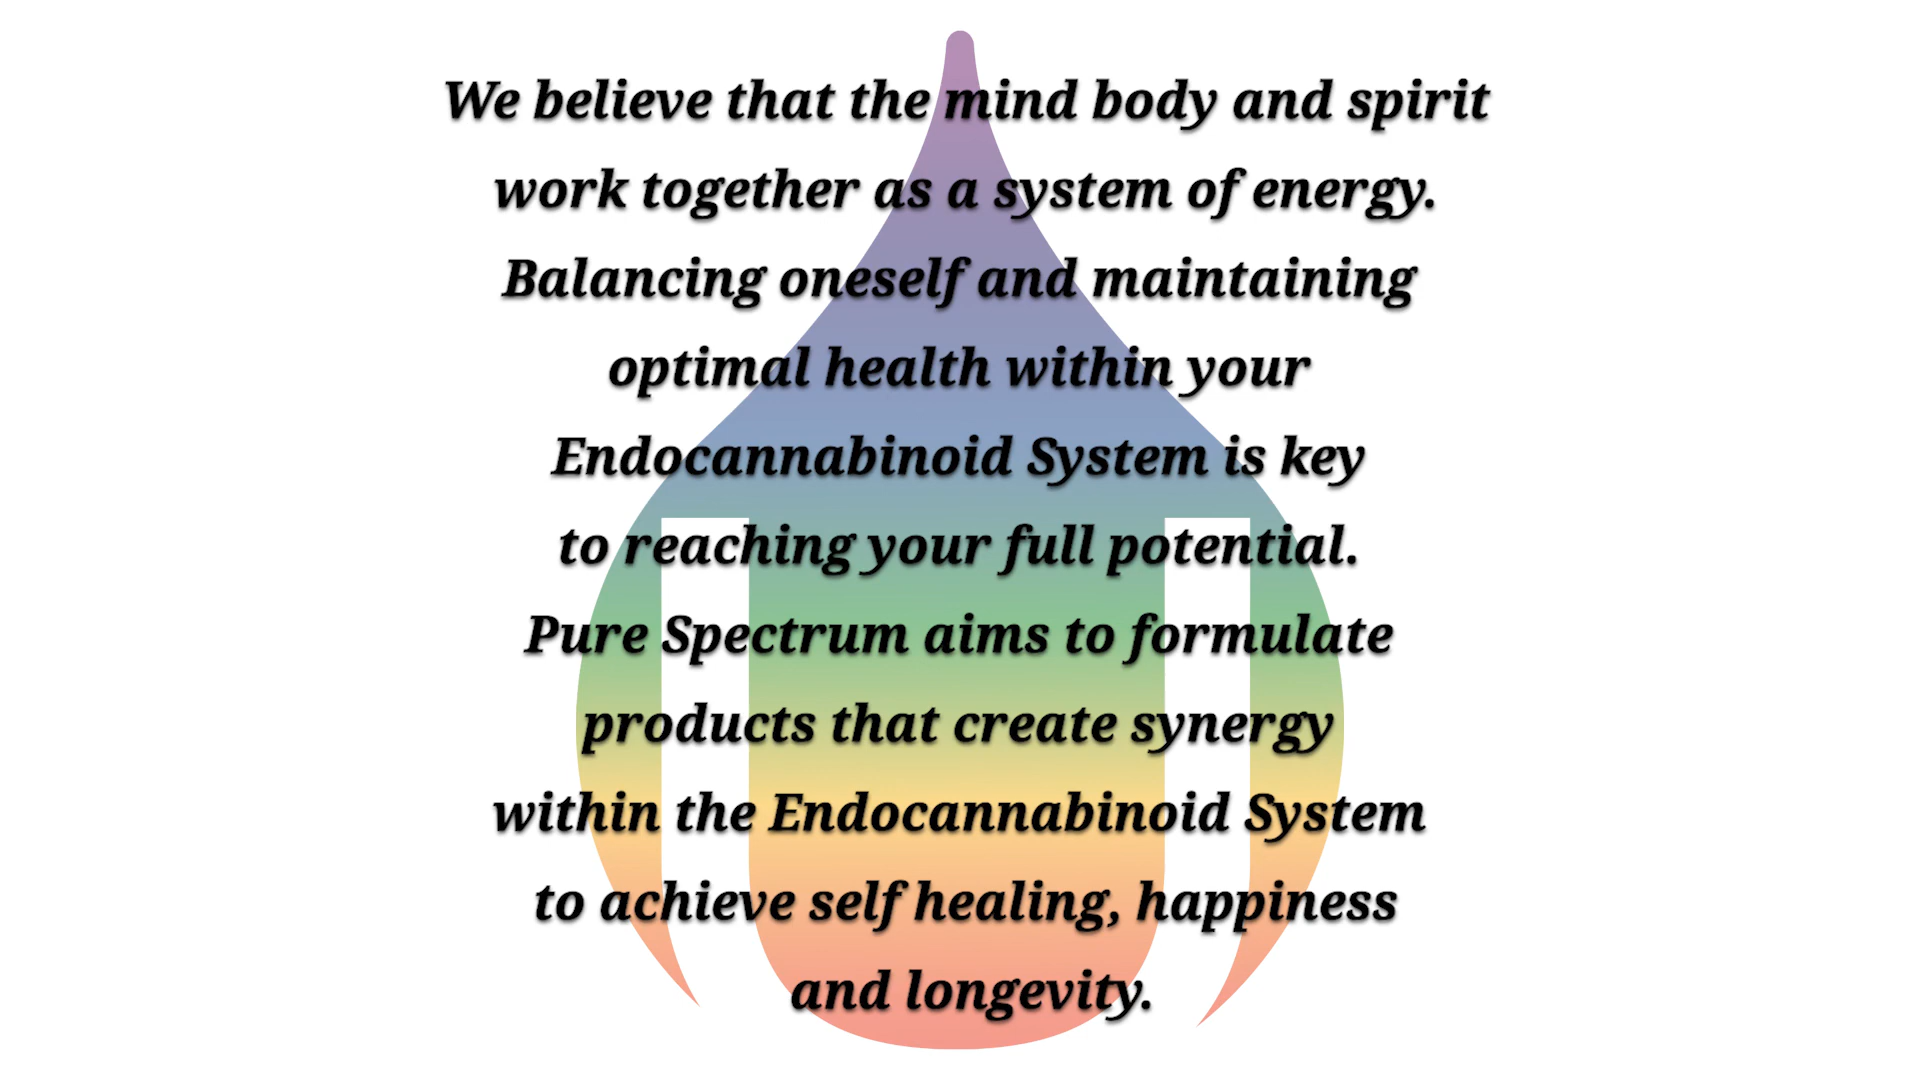 We believe that the mind body and spirit
work together as a system of energy.
Balancing oneself and maintaining
optimal health within your
Endocannabinoid System is key
to reaching your full potential.
Pure Spectrum aims to formulate
products that create synergy
within the Endocannabinoid System
to achieve self healing, happiness
and longevity.